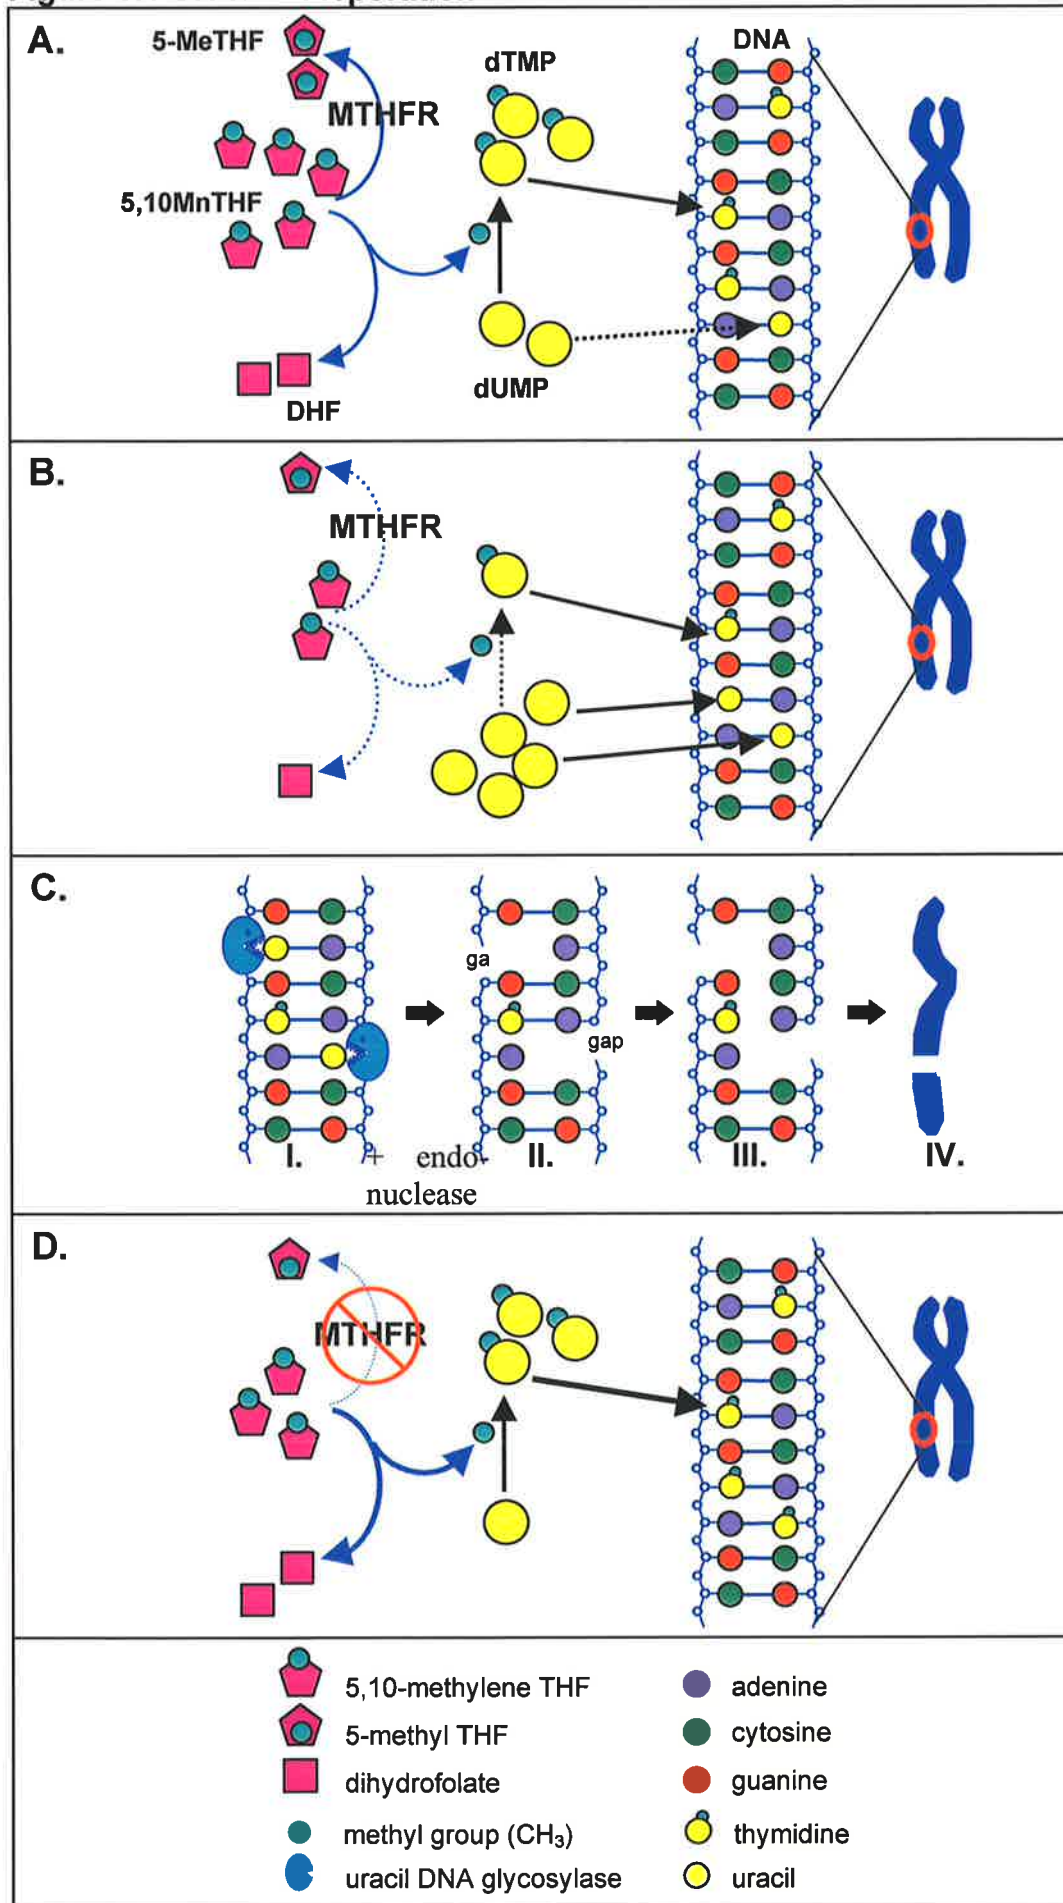 A.
5-MeTHF
MTHFR
5,10MnTHF
DHF
dTMP
dUMP
DNA
B.
MTHFR
C.
ga
gap
I.
+ endo-
nuclease
II.
III.
IV.
D.
MTHFR
5,10-methylene THF
5-methyl THF
dihydrofolate
methyl group (CH₃)
uracil DNA glycosylase
adenine
cytosine
guanine
thymidine
uracil